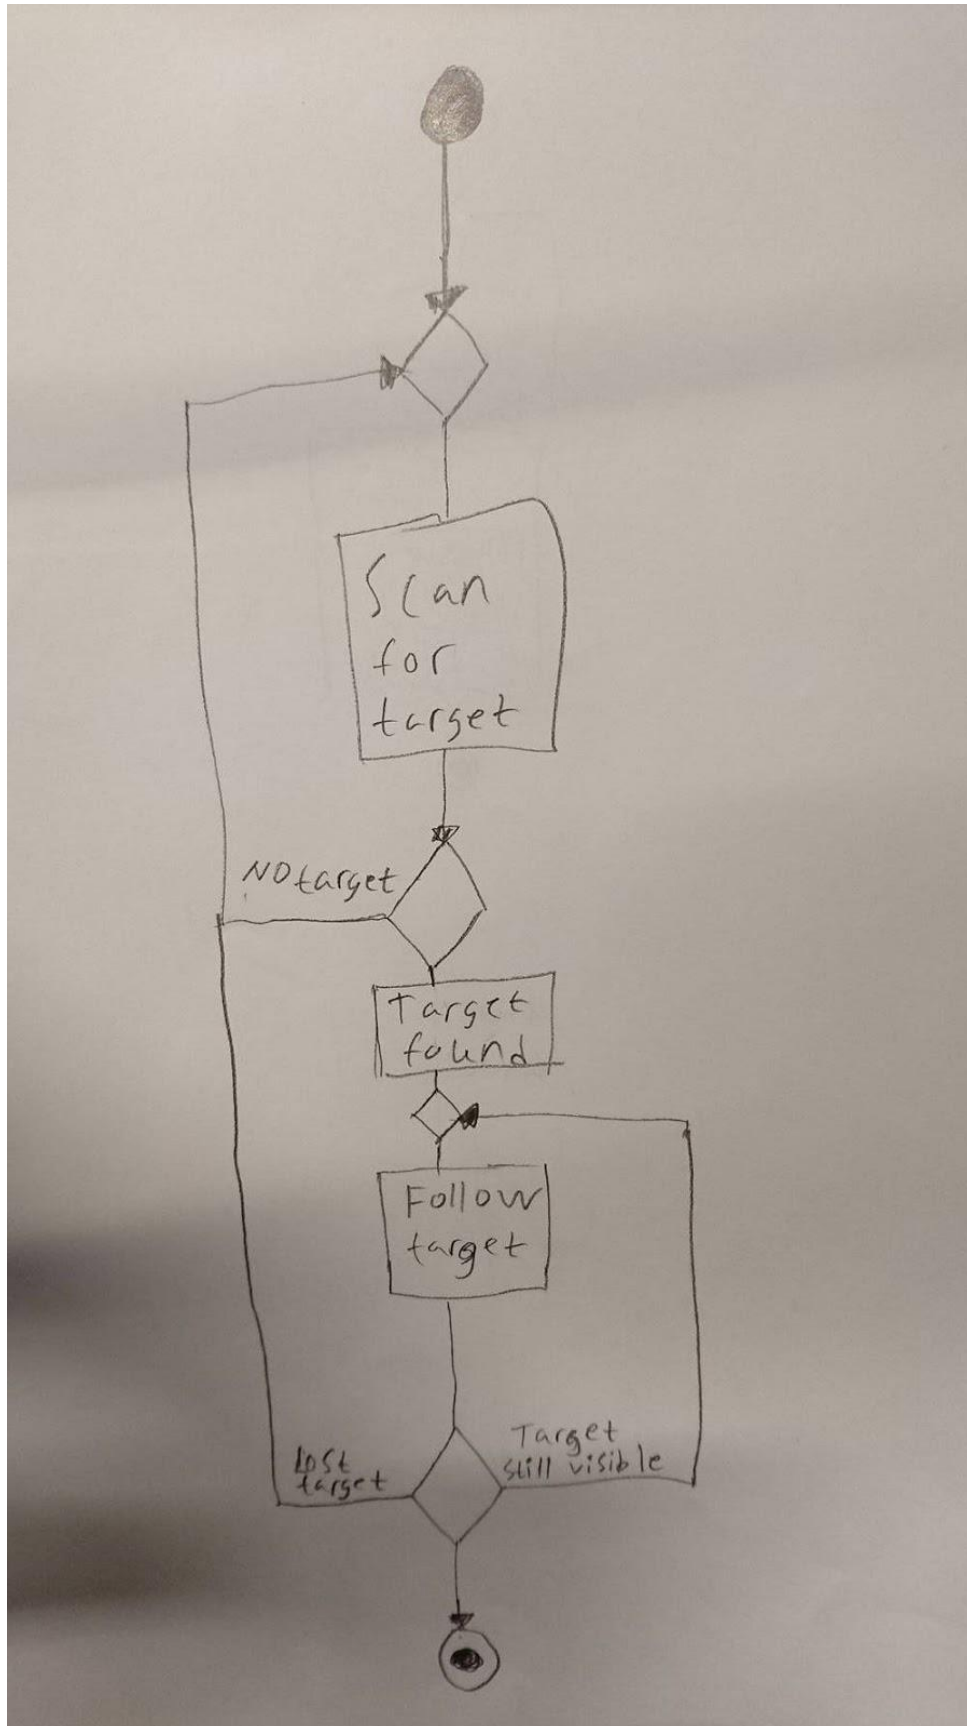 Scan
for
target
NO target
Target
found
Follow
target
Lost
target
Target
still visible